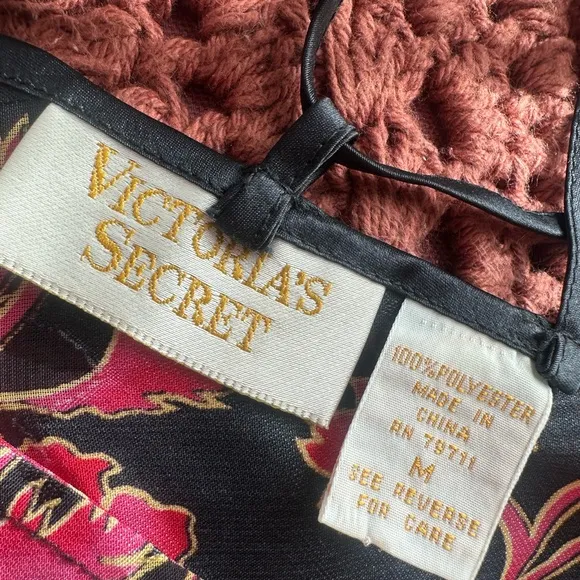 VICTORIA'S
SECRET
100% POLYESTER
MADE IN
CHINA
RN 79711
M
SEE REVERSE
FOR CARE